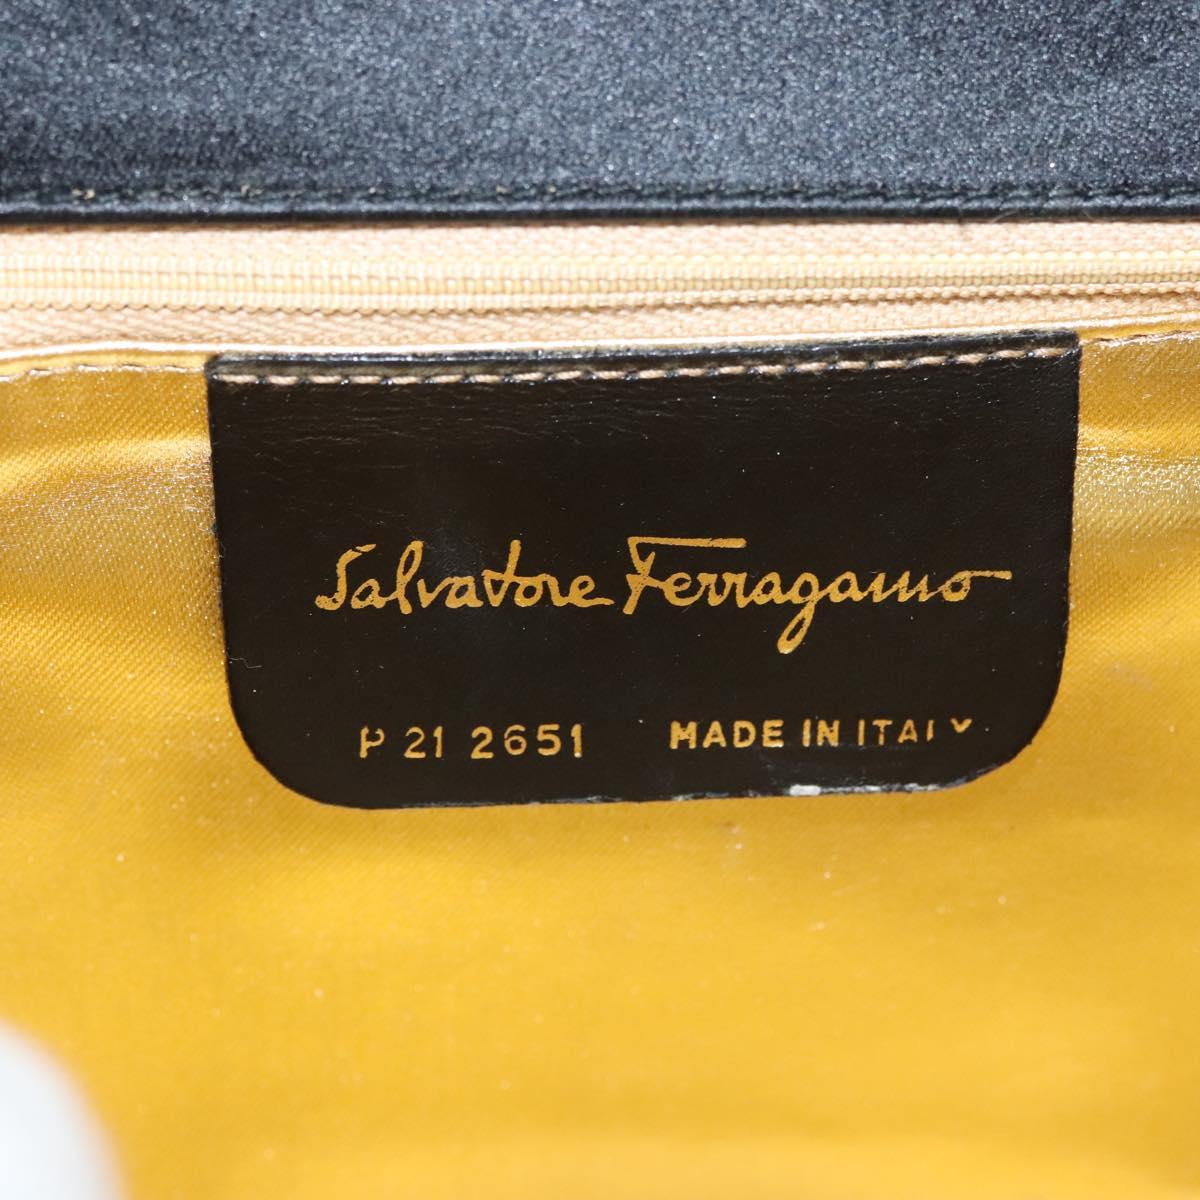 Salvatore Ferragamo
P 21 2651 MADE IN ITALY